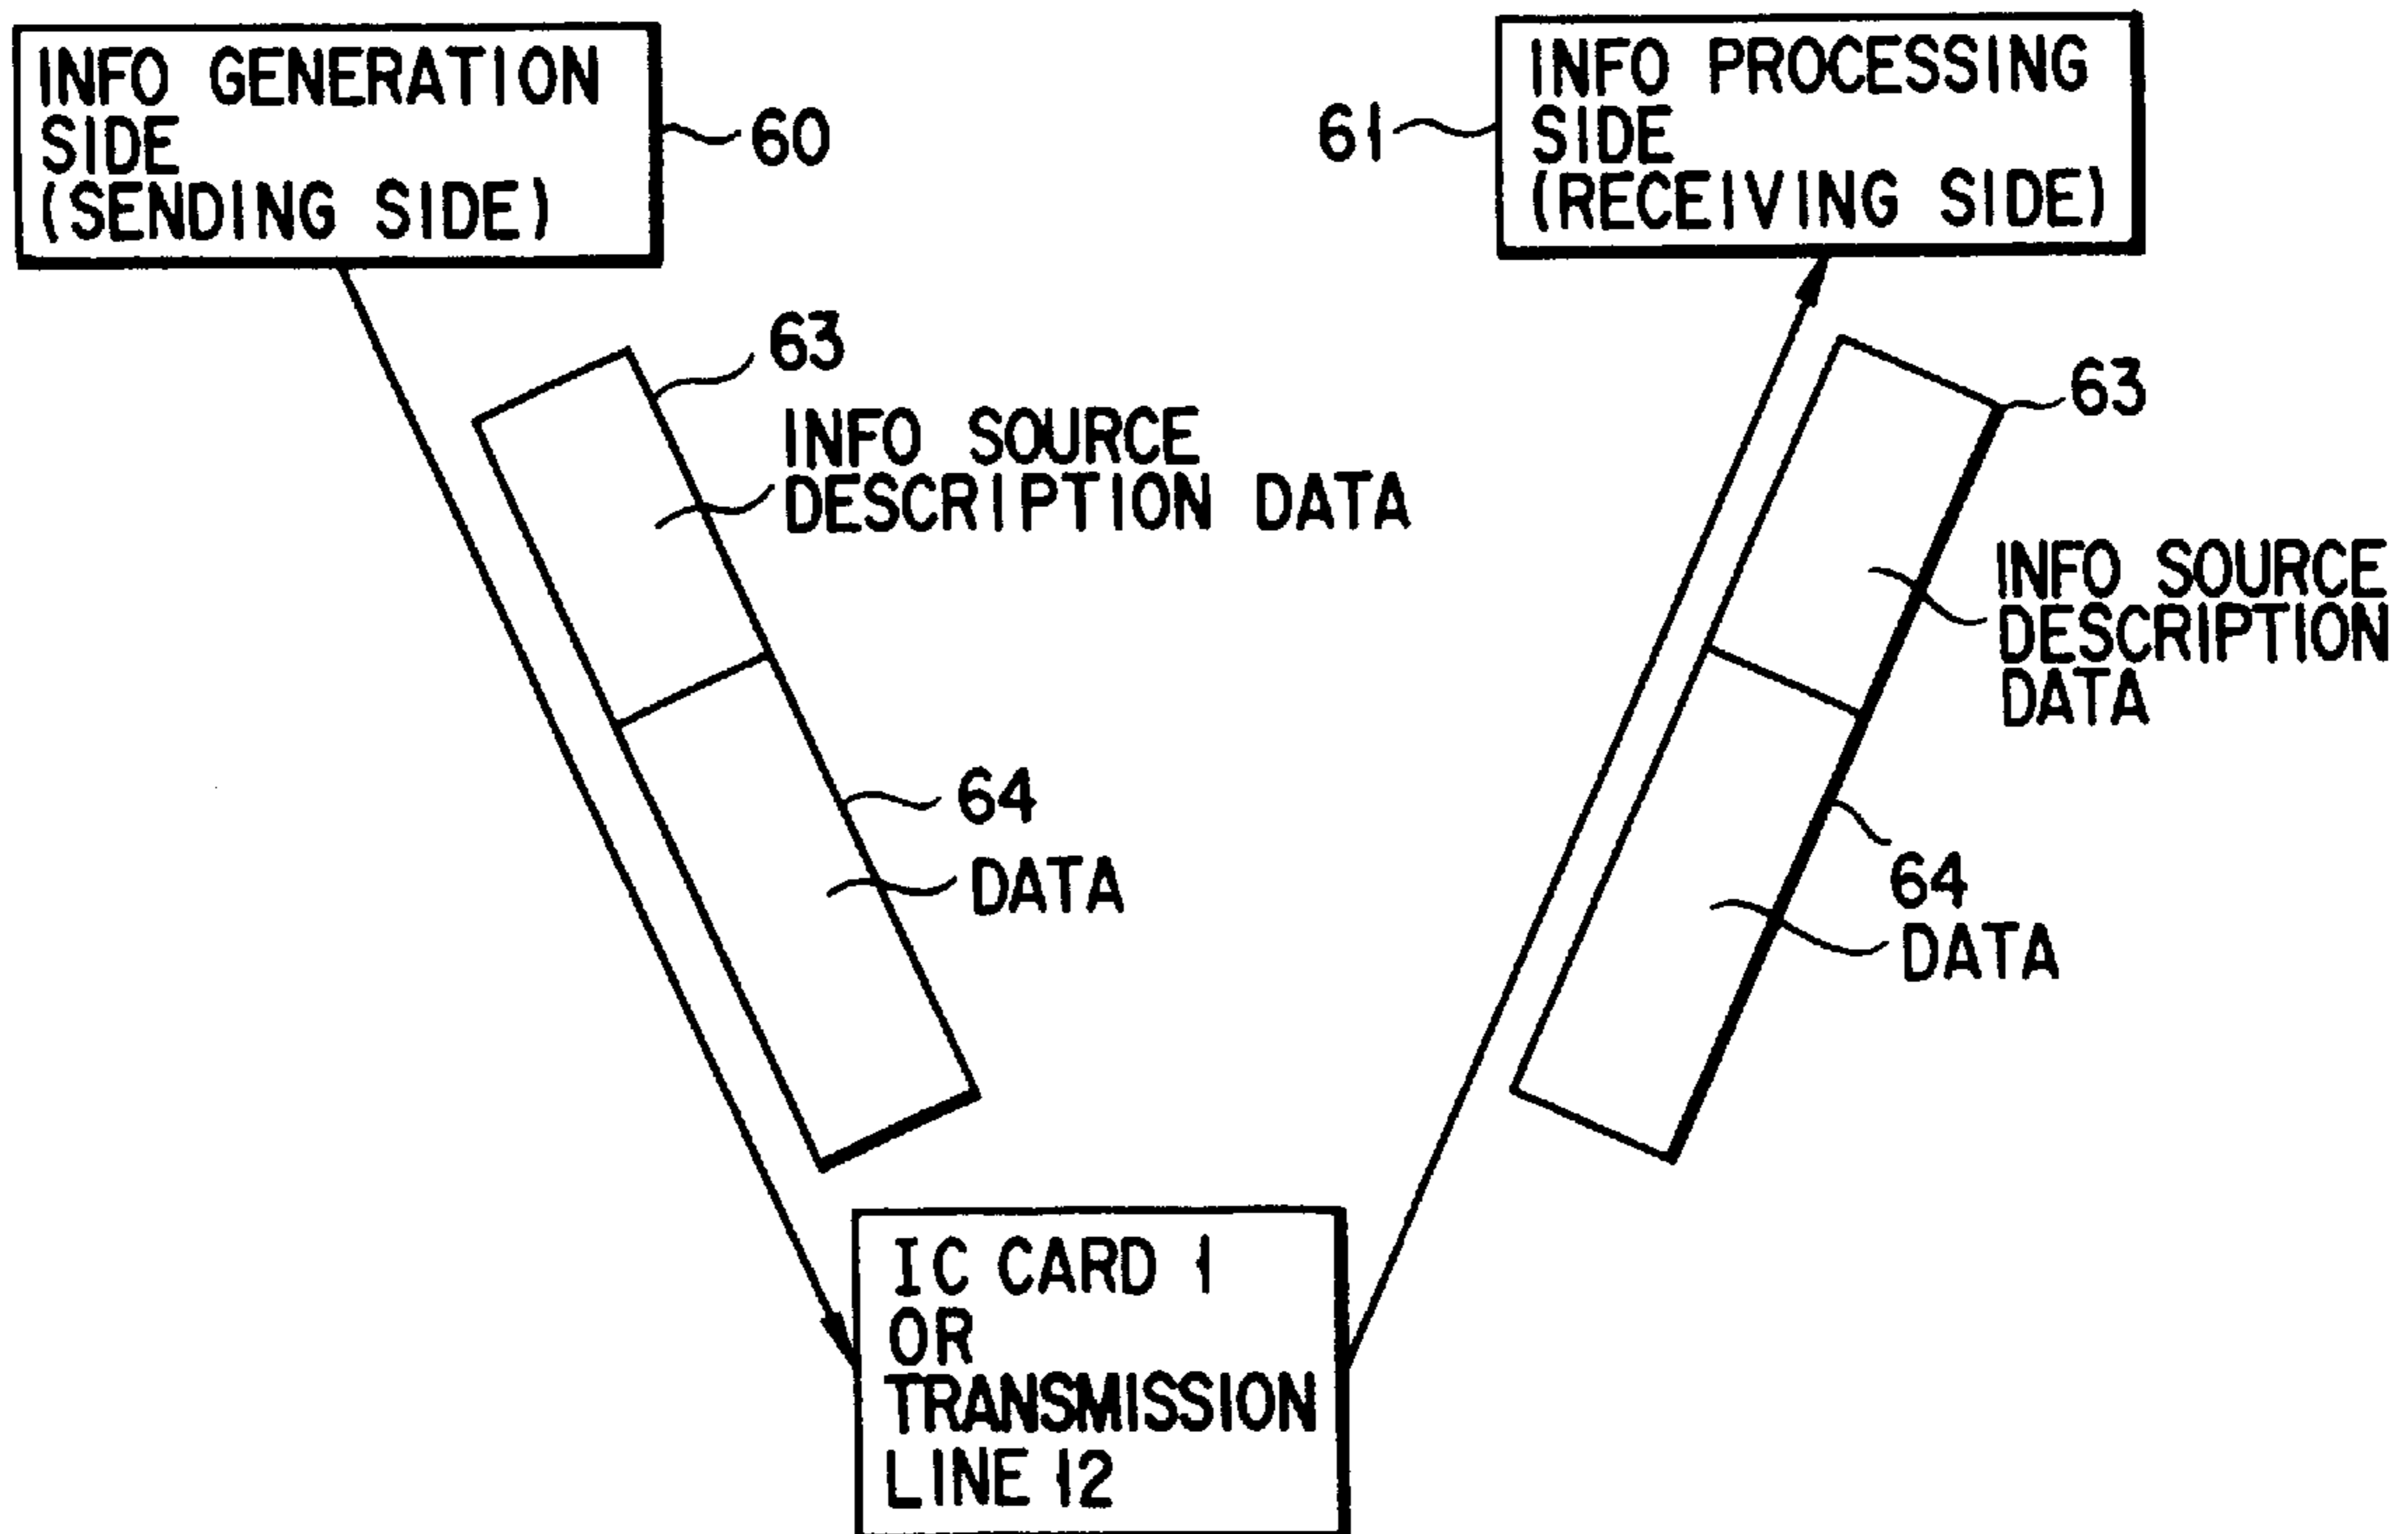 INFO GENERATION
SIDE
(SENDING SIDE)
60
61
INFO PROCESSING
SIDE
(RECEIVING SIDE)
63
INFO SOURCE
DESCRIPTION DATA
64
DATA
63
INFO SOURCE
DESCRIPTION
DATA
64
DATA
IC CARD 1
OR
TRANSMISSION
LINE 12